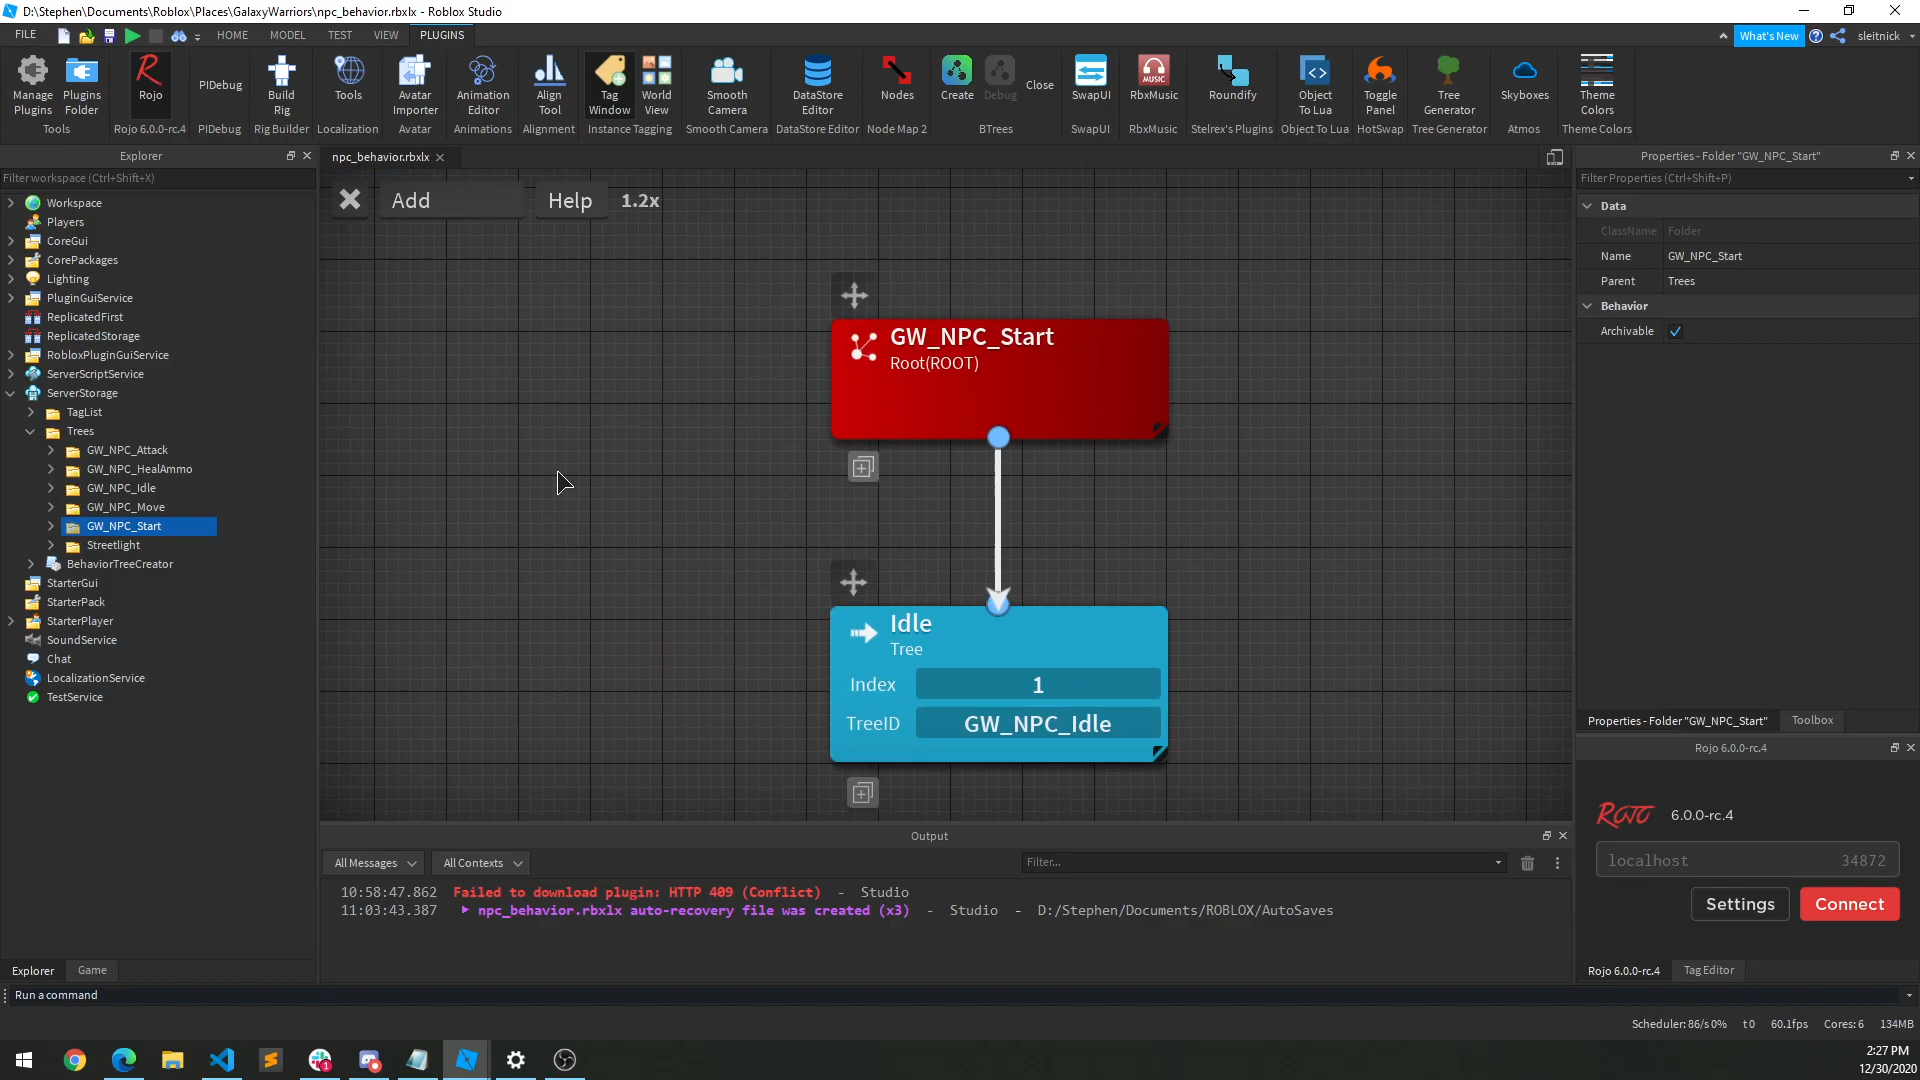 D:\Stephen\Documents\Roblox\Places\GalaxyWarriors\npc_behavior.rbxlx - Roblox Studio
FILE HOME MODEL TEST VIEW PLUGINS What's New sleitnick
Manage Plugins
Plugins Folder
Rojo
PIDebug
Build Rig
Tools
Avatar Importer
Animation Editor
Align Tool
Tag Window
World View
Smooth Camera
DataStore Editor
Nodes
Create
Debug
Close
SwapUI
MUSIC
RbxMusic
Roundify
Object To Lua
Toggle Panel
Tree Generator
Skyboxes
Theme Colors
Tools Rojo 6.0.0-rc.4 PIDebug Rig Builder Localization Avatar Animations Alignment Instance Tagging Smooth Camera DataStore Editor Node Map 2 BTrees SwapUI RbxMusic Stelrex's Plugins Object To Lua HotSwap Tree Generator Atmos Theme Colors
Explorer
Filter workspace (Ctrl+Shift+X)
Workspace
Players
CoreGui
CorePackages
Lighting
PluginGuiService
ReplicatedFirst
ReplicatedStorage
RobloxPluginGuiService
ServerScriptService
ServerStorage
TagList
Trees
GW_NPC_Attack
GW_NPC_HealAmmo
GW_NPC_Idle
GW_NPC_Move
GW_NPC_Start
Streetlight
BehaviorTreeCreator
StarterGui
StarterPack
StarterPlayer
SoundService
Chat
LocalizationService
TestService
Explorer Game
npc_behavior.rbxlx
Add Help 1.2x
GW_NPC_Start
Root(ROOT)
Idle
Tree
Index 1
TreeID GW_NPC_Idle
Output
All Messages All Contexts Filter...
10:58:47.862 Failed to download plugin: HTTP 409 (Conflict) - Studio
11:03:43.387 npc_behavior.rbxlx auto-recovery file was created (x3) - Studio - D:/Stephen/Documents/ROBLOX/AutoSaves
Properties - Folder "GW_NPC_Start"
Filter Properties (Ctrl+Shift+P)
Data
ClassName Folder
Name GW_NPC_Start
Parent Trees
Behavior
Archivable
Properties - Folder "GW_NPC_Start" Toolbox
Rojo 6.0.0-rc.4
ROJO 6.0.0-rc.4
localhost 34872
Settings Connect
Rojo 6.0.0-rc.4 Tag Editor
Run a command
Scheduler: 86/s 0% t 0 60.1fps Cores: 6 134MB
1
2:27 PM
12/30/2020